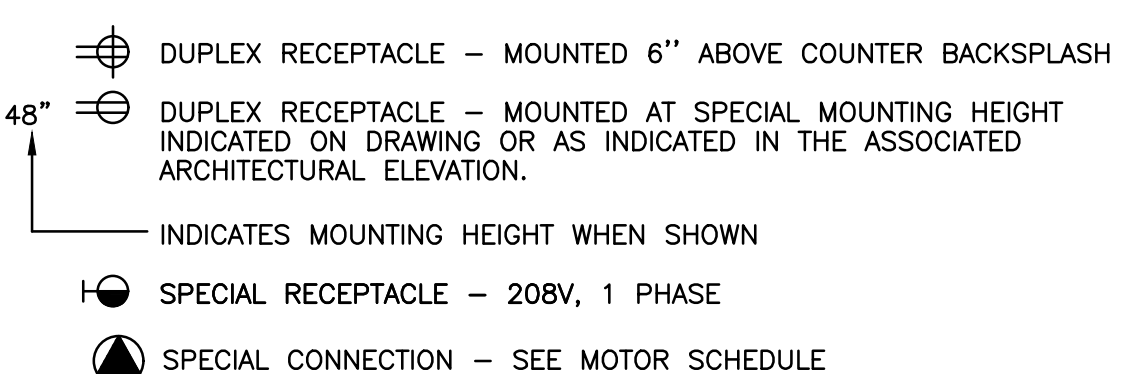 DUPLEX RECEPTACLE – MOUNTED 6'' ABOVE COUNTER BACKSPLASH
48" DUPLEX RECEPTACLE – MOUNTED AT SPECIAL MOUNTING HEIGHT
INDICATED ON DRAWING OR AS INDICATED IN THE ASSOCIATED
ARCHITECTURAL ELEVATION.
INDICATES MOUNTING HEIGHT WHEN SHOWN
SPECIAL RECEPTACLE – 208V, 1 PHASE
SPECIAL CONNECTION – SEE MOTOR SCHEDULE